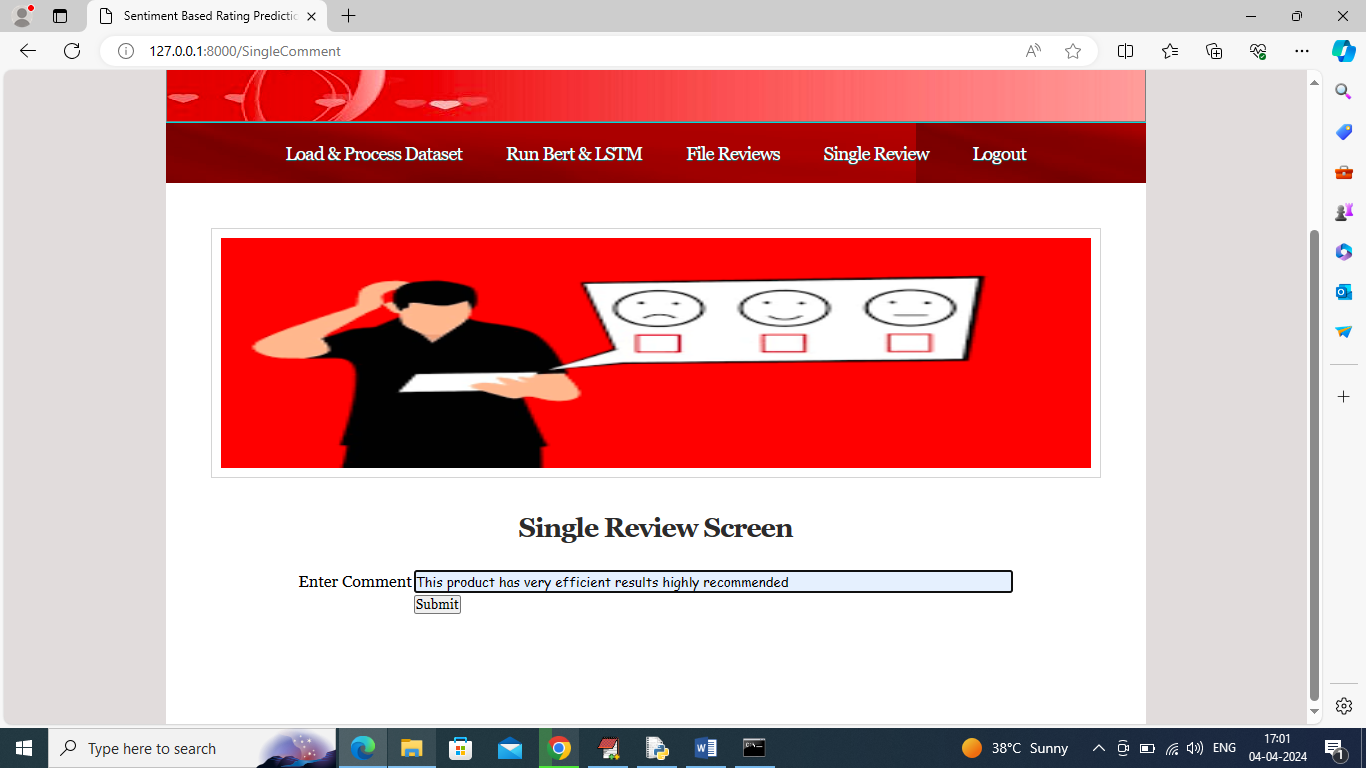 Sentiment Based Rating Predictio
127.0.0.1:8000/SingleComment
Load & Process Dataset Run Bert & LSTM File Reviews Single Review Logout
Single Review Screen
Enter Comment This product has very efficient results highly recommended
Submit
Type here to search
38°C Sunny
ENG
17:01
04-04-2024
1